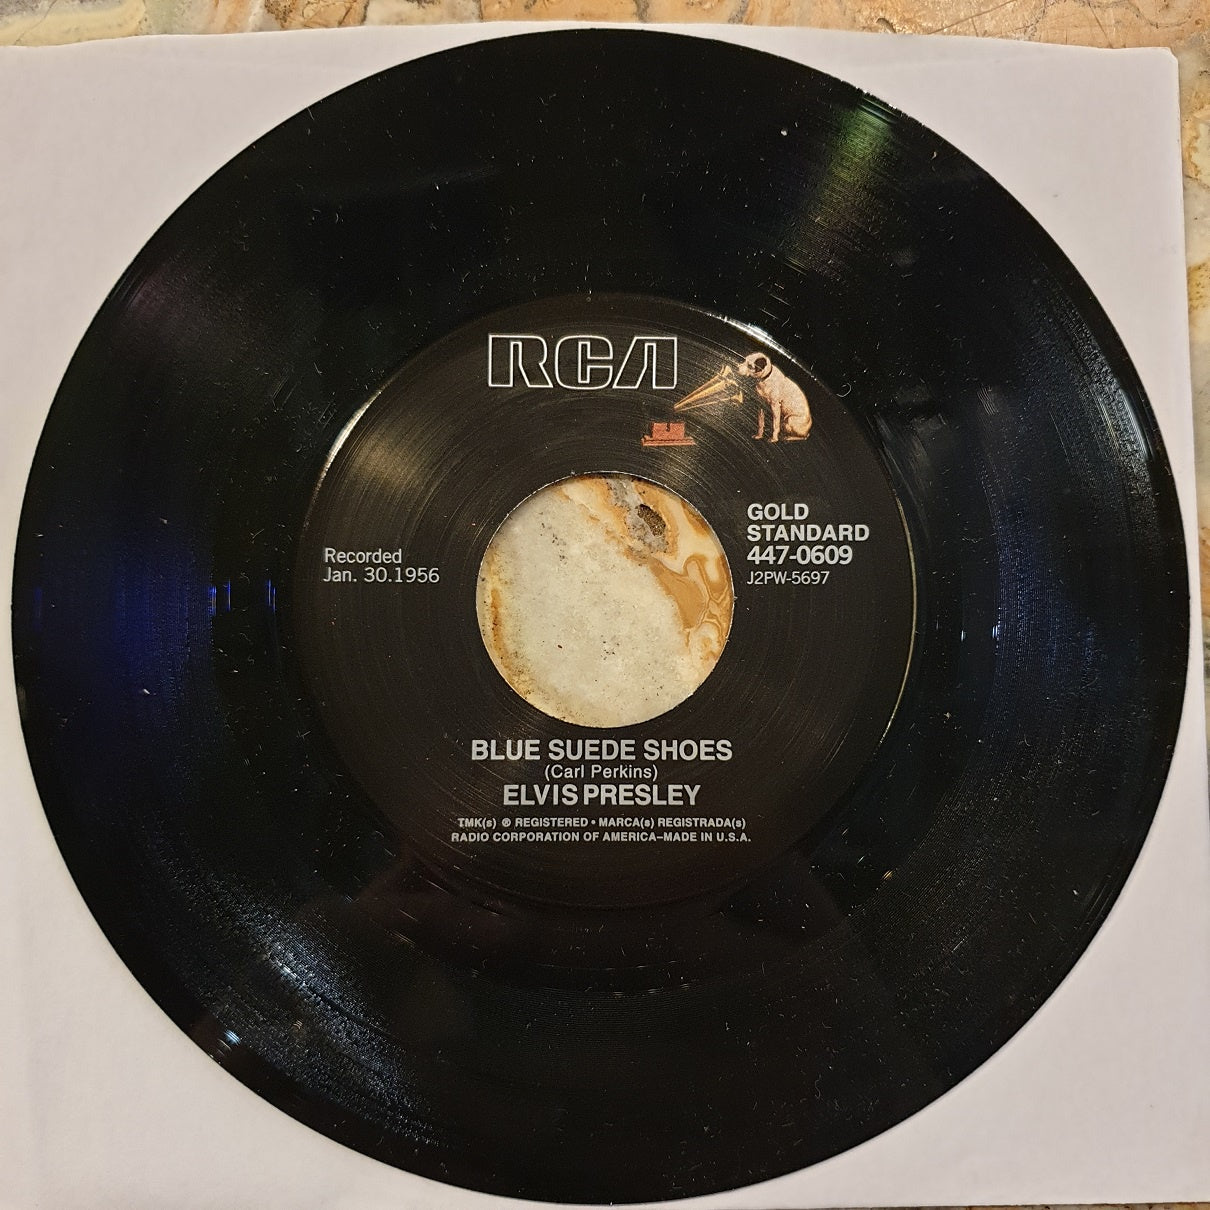 RCA
GOLD
STANDARD
447-0609
J2PW-5697
Recorded
Jan. 30.1956
BLUE SUEDE SHOES
(Carl Perkins)
ELVIS PRESLEY
TMK(s) ® REGISTERED • MARCA(s) REGISTRADA(s)
RADIO CORPORATION OF AMERICA–MADE IN U.S.A.